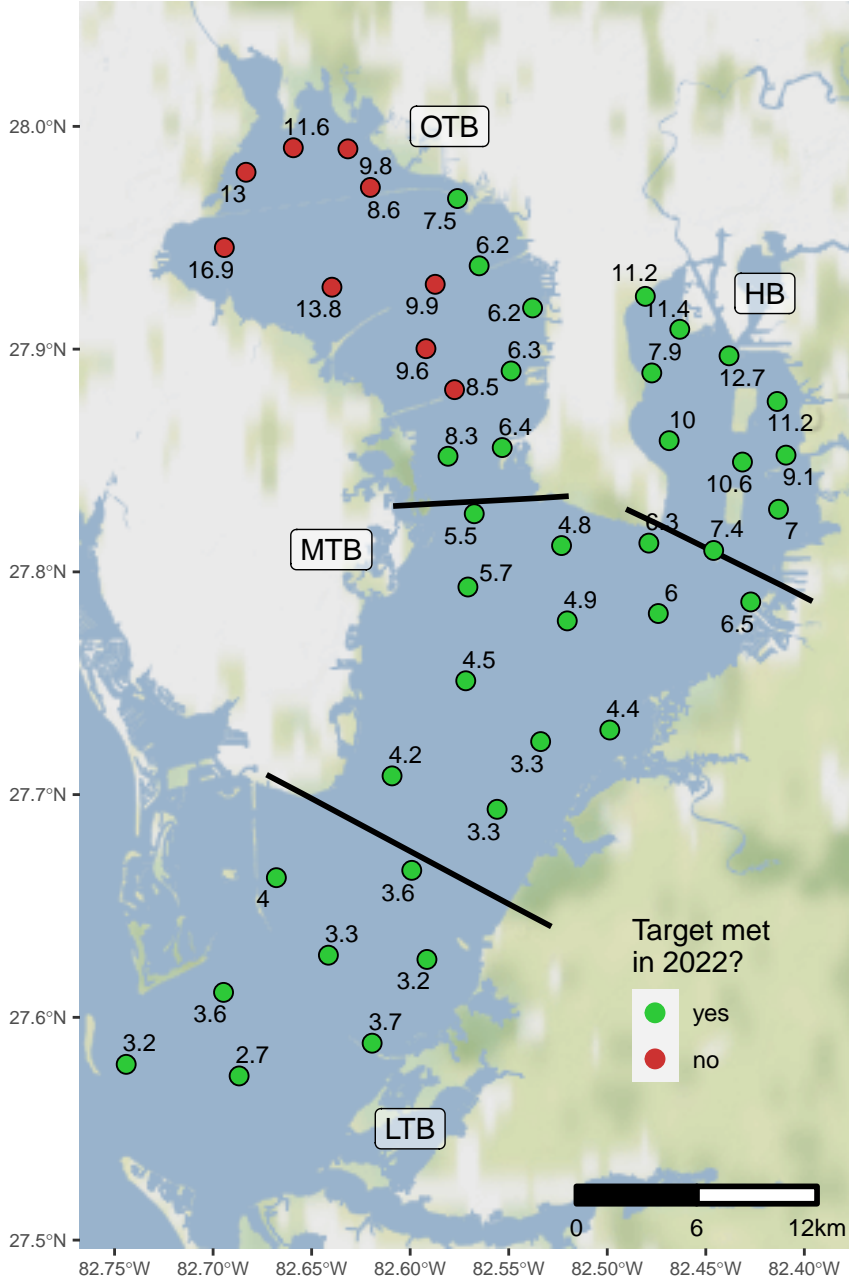 28.0°N
27.9°N
27.8°N
27.7°N
27.6°N
27.5°N
11.6
OTB
9.8
13
8.6
7.5
6.2
16.9
11.2
HB
13.8
9.9
6.2
11.4
9.6
6.3
7.9
12.7
8.5
8.3
6.4
10
11.2
10.6
9.1
5.5
4.8
6.3
7.4
7
MTB
5.7
4.9
6
6.5
4.5
4.4
4.2
3.3
3.3
4
3.6
3.3
3.2
3.6
3.7
3.2
2.7
LTB
Target met
in 2022?
yes
no
0 6 12km
82.75°W 82.70°W 82.65°W 82.60°W 82.55°W 82.50°W 82.45°W 82.40°W